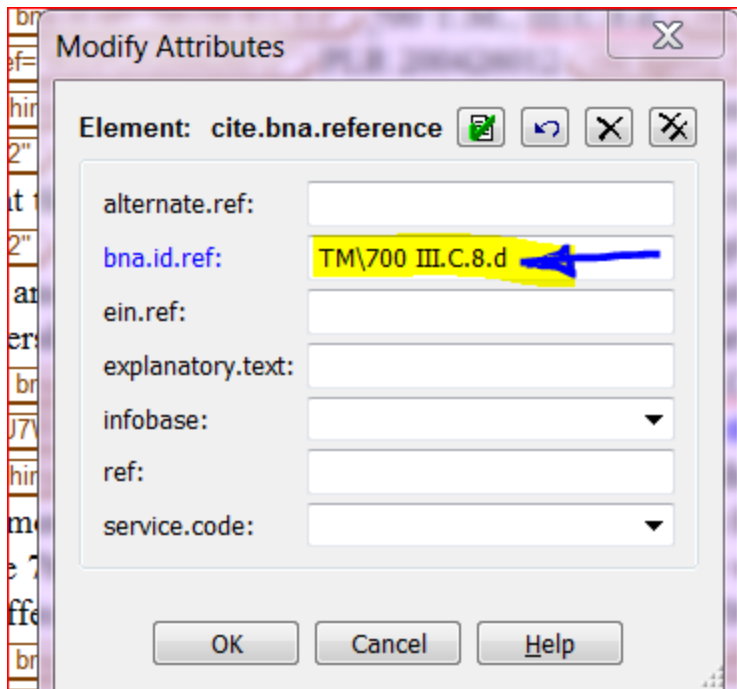 Modify Attributes
Element: cite.bna.reference
alternate.ref:
bna.id.ref: TM\700 III.C.8.d
ein.ref:
explanatory.text:
infobase:
ref:
service.code:
OK Cancel Help